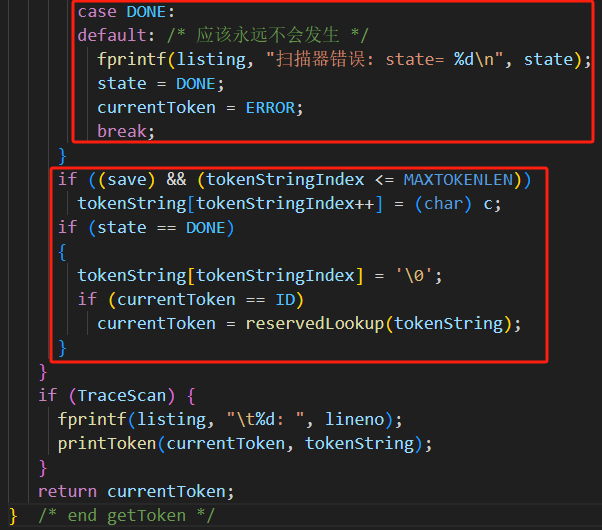 case DONE:
default: /* 应该永远不会发生 */
fprintf(listing, "扫描器错误: state= %d\n", state);
state = DONE;
currentToken = ERROR;
break;
}
if ((save) && (tokenStringIndex <= MAXTOKENLEN))
tokenString[tokenStringIndex++] = (char) c;
if (state == DONE)
{
tokenString[tokenStringIndex] = '\0';
if (currentToken == ID)
currentToken = reservedLookup(tokenString);
}
}
if (TraceScan) {
fprintf(listing, "\t%d: ", lineno);
printToken(currentToken, tokenString);
}
return currentToken;
} /* end getToken */